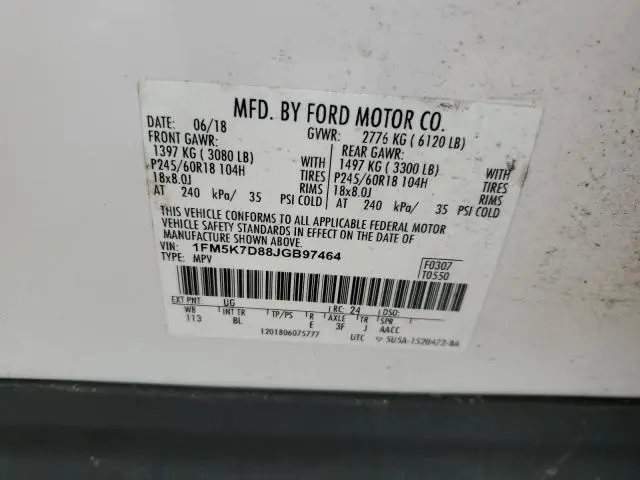 MFD. BY FORD MOTOR CO.
DATE: 06/18 GVWR: 2776 KG ( 6120 LB)
FRONT GAWR: REAR GAWR:
1397 KG ( 3080 LB) WITH 1497 KG ( 3300 LB) WITH
P245/60R18 104H TIRES P245/60R18 104H TIRES
18x8.0J RIMS 18x8.0J RIMS
AT 240 kPa/ 35 PSI COLD AT 240 kPa/ 35 PSI COLD
THIS VEHICLE CONFORMS TO ALL APPLICABLE FEDERAL MOTOR
VEHICLE SAFETY STANDARDS IN EFFECT ON THE DATE OF
MANUFACTURE SHOWN ABOVE.
VIN: 1FM5K7D88JGB97464 F0307
TYPE: MPV T0550
EXT PNT: UG RC: 24 DSO:
WB INT TR TP/PS R AXLE TR SPR
113 BL E 3F J AACC
1201806075777 UTC ▽ 5U5A-1520472-BA